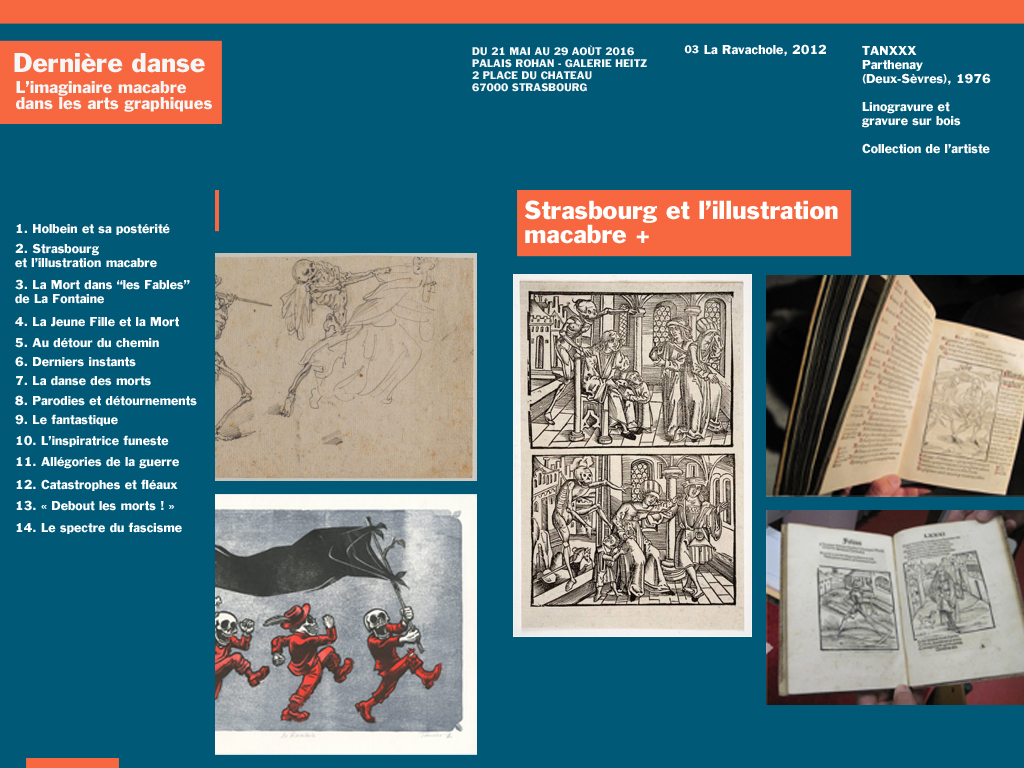 Dernière danse
L'imaginaire macabre
dans les arts graphiques
DU 21 MAI AU 29 AOÙT 2016
PALAIS ROHAN - GALERIE HEITZ
2 PLACE DU CHATEAU
67000 STRASBOURG
03 La Ravachole, 2012
TANXXX
Parthenay
(Deux-Sèvres), 1976
Linogravure et
gravure sur bois
Collection de l'artiste
1. Holbein et sa postérité
2. Strasbourg
et l'illustration macabre
3. La Mort dans “les Fables”
de La Fontaine
4. La Jeune Fille et la Mort
5. Au détour du chemin
6. Derniers instants
7. La danse des morts
8. Parodies et détournements
9. Le fantastique
10. L'inspiratrice funeste
11. Allégories de la guerre
12. Catastrophes et fléaux
13. « Debout les morts ! »
14. Le spectre du fascisme
Strasbourg et l'illustration
macabre +